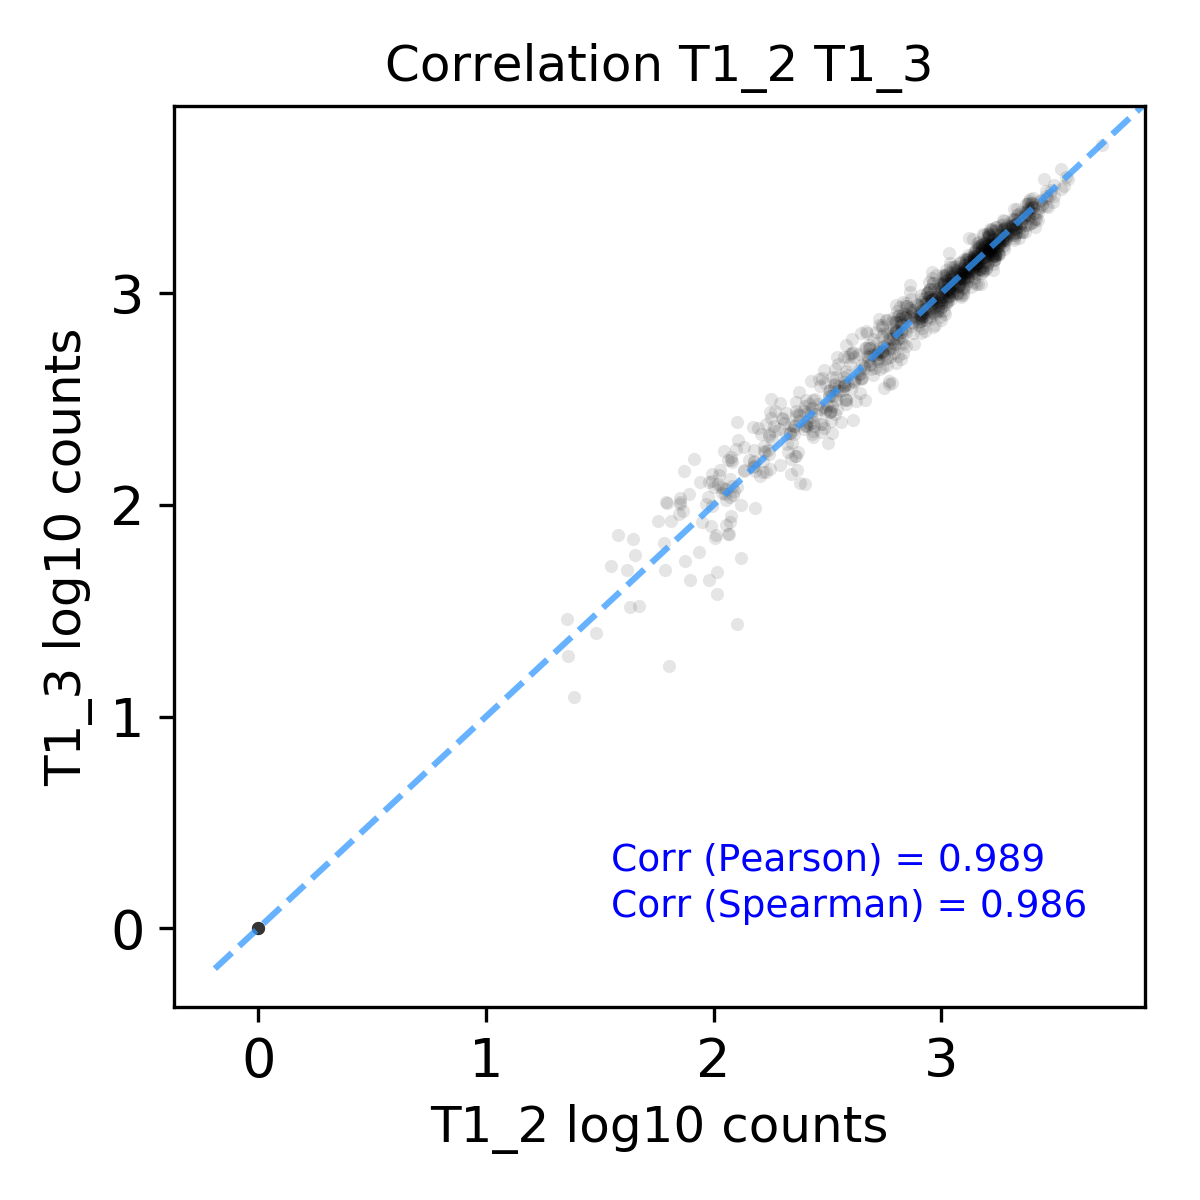 Correlation T1_2 T1_3
T1_3 log10 counts
3
2
1
0
Corr (Pearson) = 0.989
Corr (Spearman) = 0.986
0 1 2 3
T1_2 log10 counts